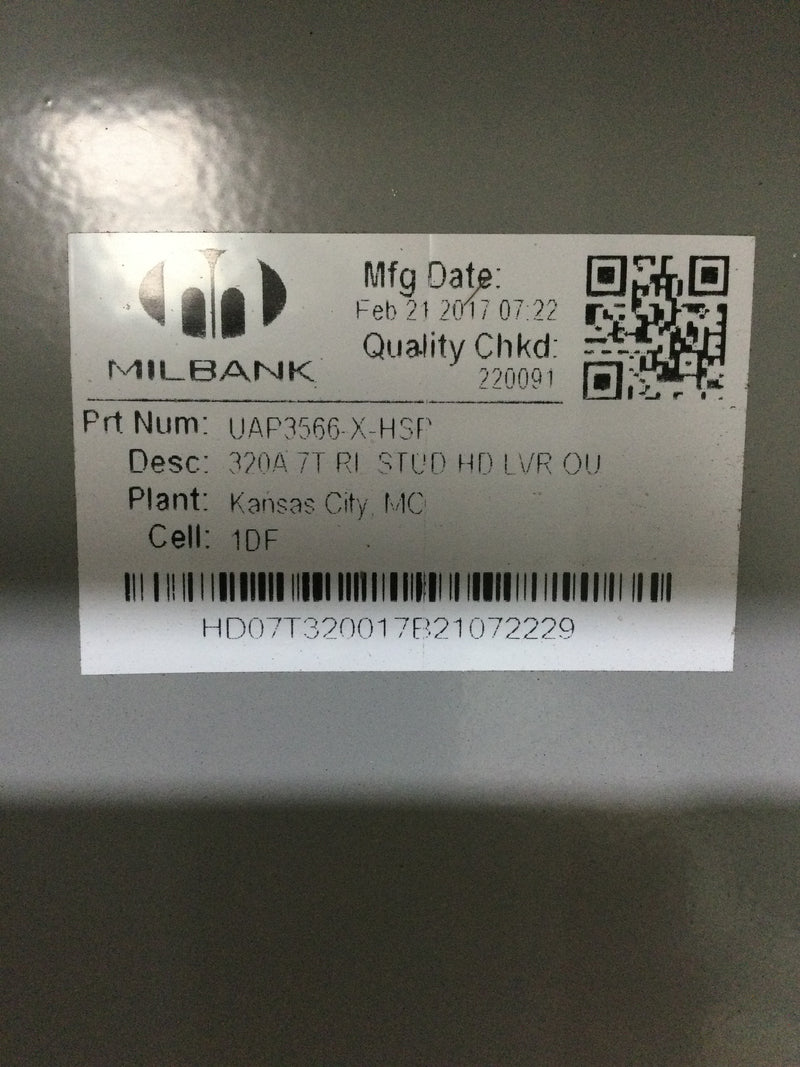 MILBANK
Mfg Date:
Feb 21 2017 07:22
Quality Chkd:
220091
Prt Num: UAP3566-X-HSP
Desc: 320A 7T RL STUD HD LVR OU
Plant: Kansas City, MO
Cell: 1DF
HD07T320017B21072229